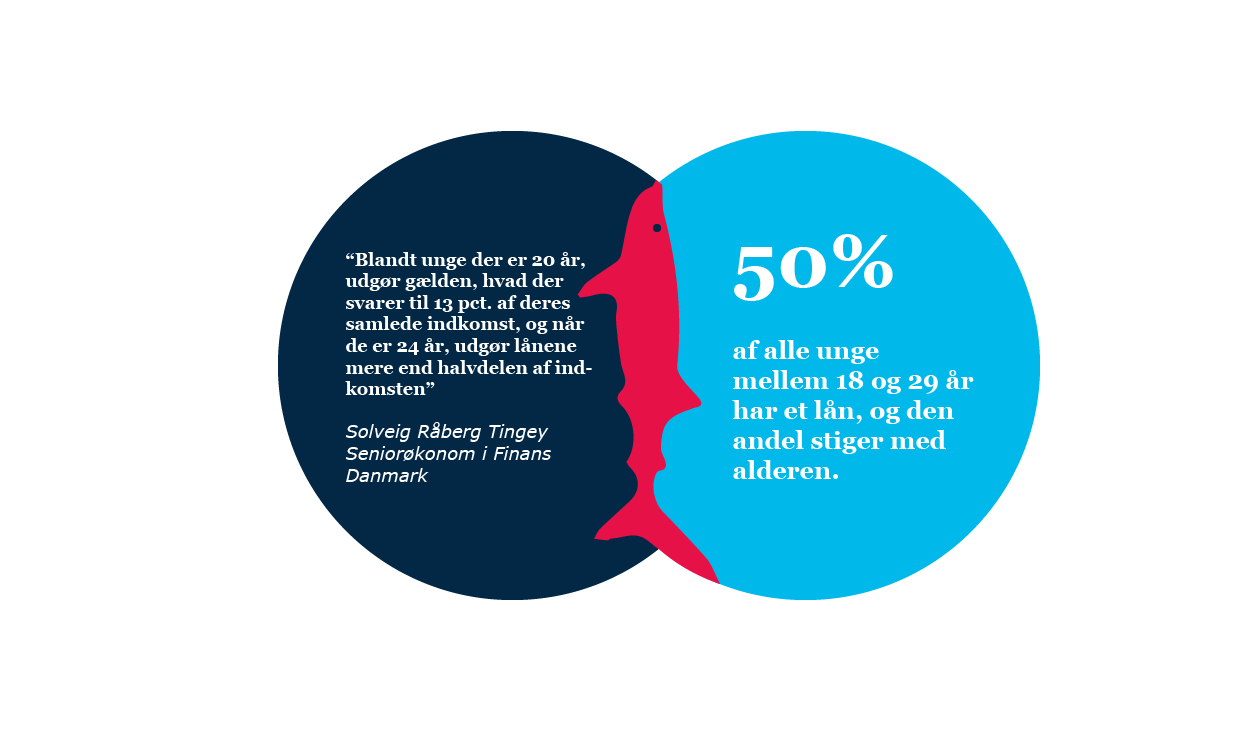 “Blandt unge der er 20 år,
udgør gælden, hvad der
svarer til 13 pct. af deres
samlede indkomst, og når
de er 24 år, udgør lånene
mere end halvdelen af ind-
komsten”
Solveig Råberg Tingey
Seniorøkonom i Finans
Danmark
50%
af alle unge
mellem 18 og 29 år
har et lån, og den
andel stiger med
alderen.